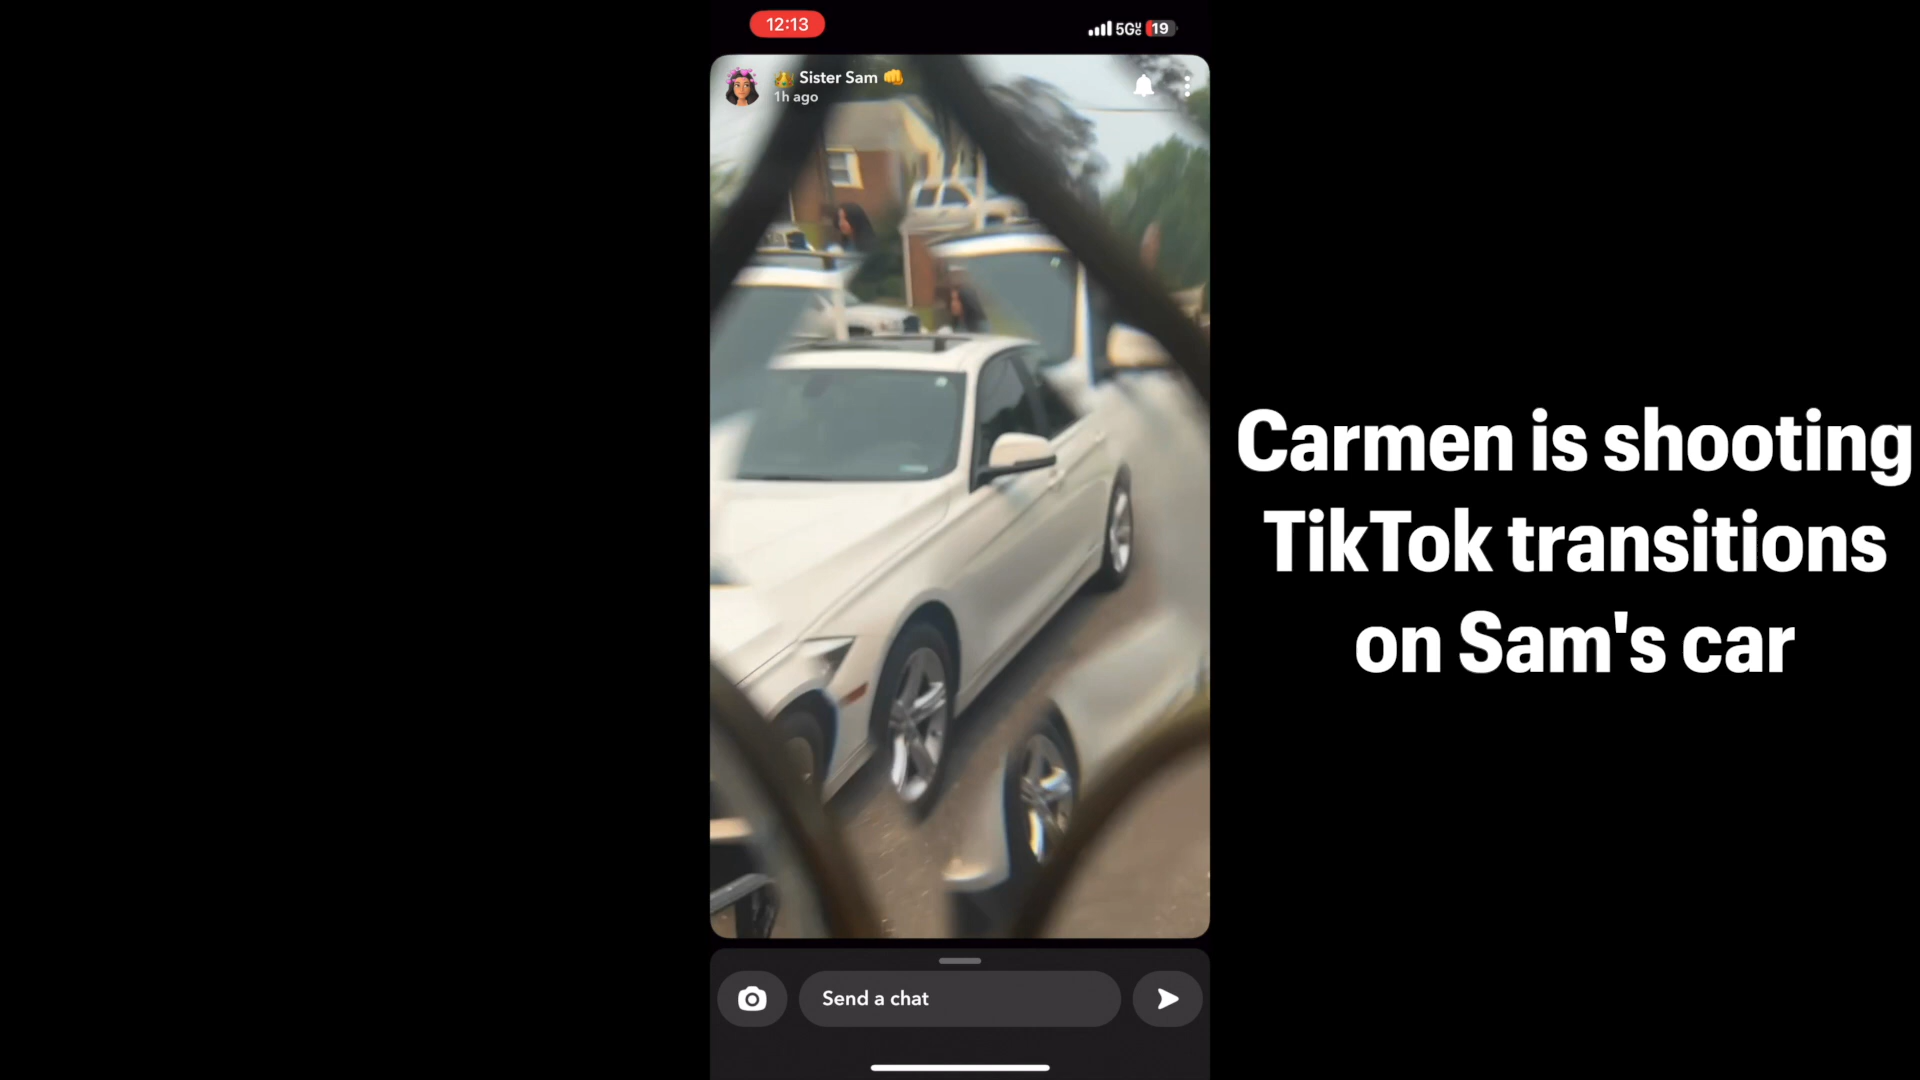 12:13
5G
19
Sister Sam
1h ago
Carmen is shooting
TikTok transitions
on Sam's car
Send a chat